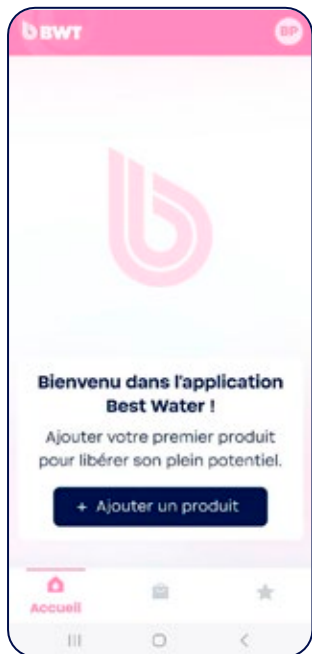 BWT
BP
Bienvenu dans l'application
Best Water !
Ajouter votre premier produit
pour libérer son plein potentiel.
+ Ajouter un produit
Accueil